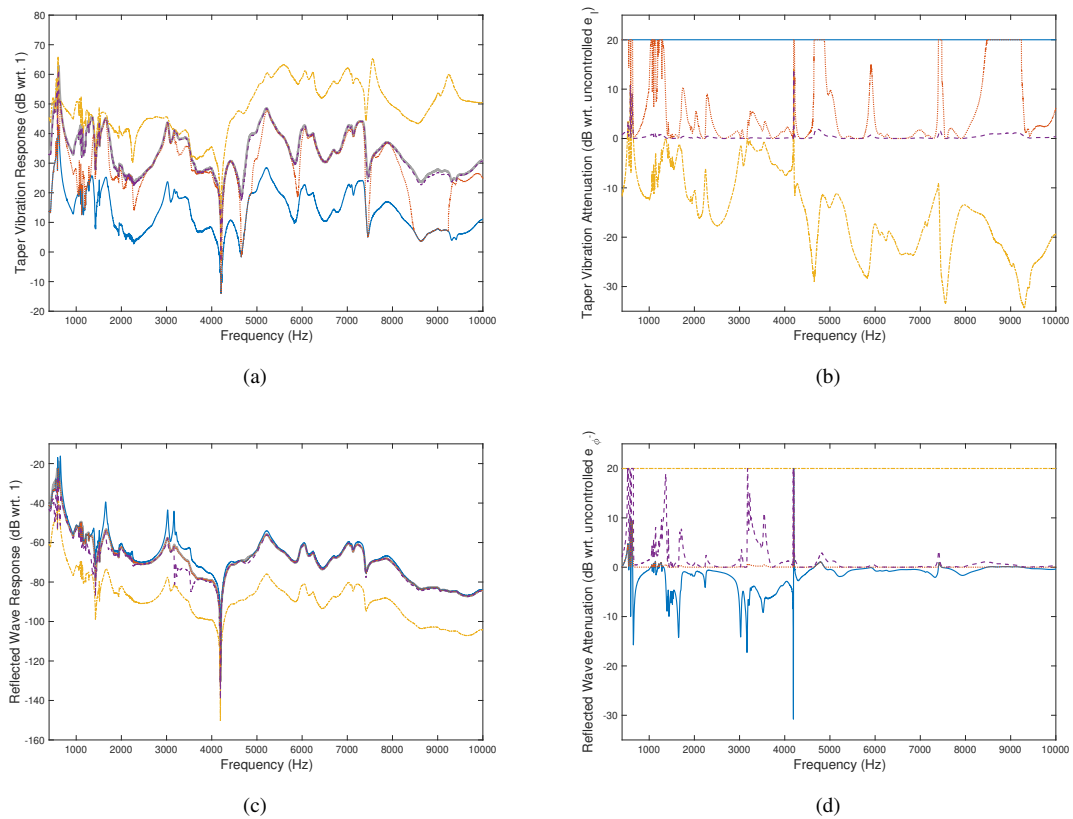 80
70
60
50
40
30
20
10
0
-10
-20
Taper Vibration Response (dB wrt. 1)
1000 2000 3000 4000 5000 6000 7000 8000 9000 10000
Frequency (Hz)
(a)
20
10
0
-10
-20
-30
Taper Vibration Attenuation (dB wrt. uncontrolled e l)
1000 2000 3000 4000 5000 6000 7000 8000 9000 10000
Frequency (Hz)
(b)
-20
-40
-60
-80
-100
-120
-140
-160
Reflected Wave Response (dB wrt. 1)
1000 2000 3000 4000 5000 6000 7000 8000 9000 10000
Frequency (Hz)
(c)
20
10
0
-10
-20
-30
Reflected Wave Attenuation (dB wrt. uncontrolled e ϕ-)
1000 2000 3000 4000 5000 6000 7000 8000 9000 10000
Frequency (Hz)
(d)